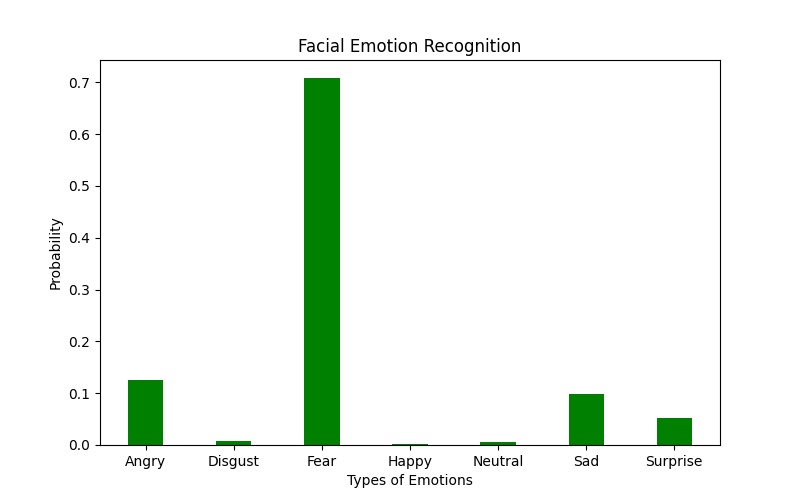 Facial Emotion Recognition
0.7
0.6
0.5
0.4
0.3
0.2
0.1
0.0
Probability
Angry Disgust Fear Happy Neutral Sad Surprise
Types of Emotions